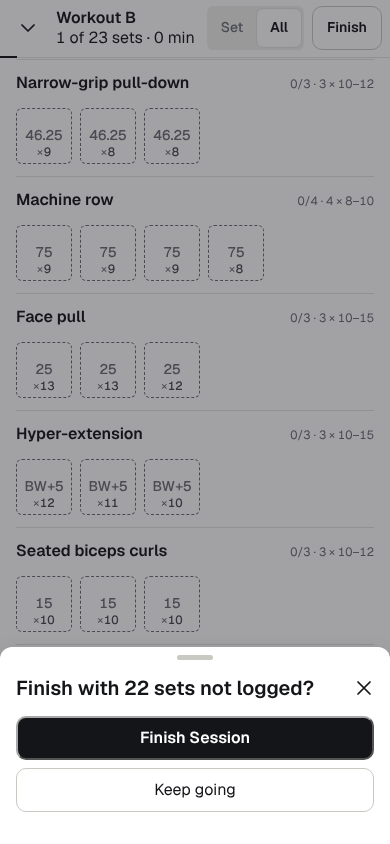 Workout B
1 of 23 sets · 0 min
Set
All
Finish
Narrow-grip pull-down
0/3 · 3 × 10–12
46.25 46.25 46.25
×9 ×8 ×8
Machine row
0/4 · 4 × 8–10
75 75 75 75
×9 ×9 ×9 ×8
Face pull
0/3 · 3 × 10–15
25 25 25
×13 ×13 ×12
Hyper-extension
0/3 · 3 × 10–15
BW+5 BW+5 BW+5
×12 ×11 ×10
Seated biceps curls
0/3 · 3 × 10–12
15 15 15
×10 ×10 ×10
Finish with 22 sets not logged?
Finish Session
Keep going